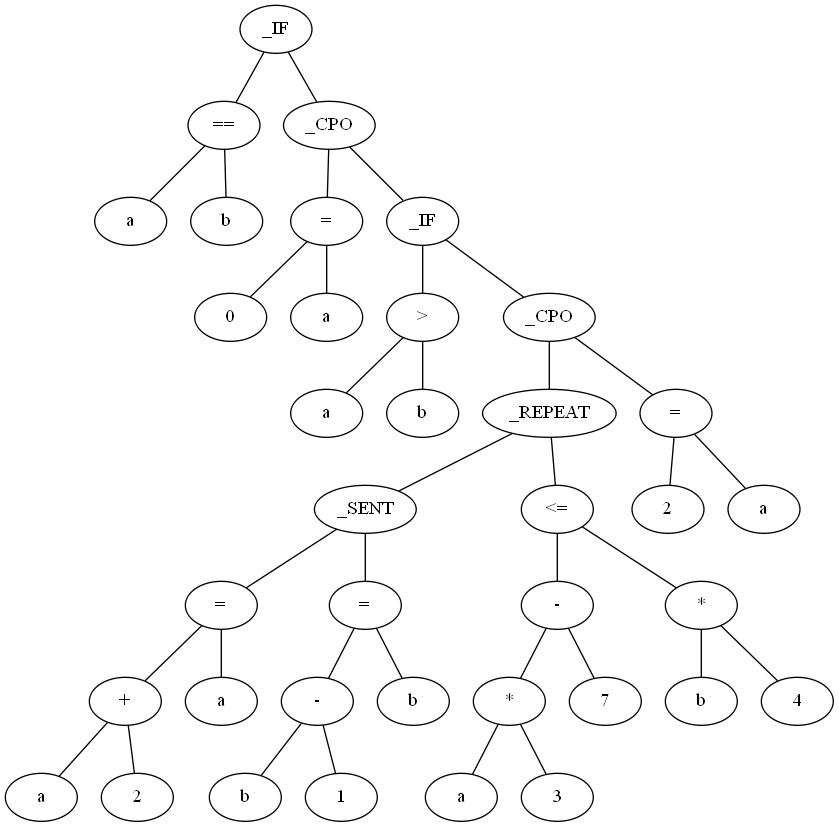 _IF
== _CPO
a b = _IF
0 a > _CPO
a b _REPEAT =
_SENT <= 2 a
= = - *
+ a - b * 7 b 4
a 2 b 1 a 3